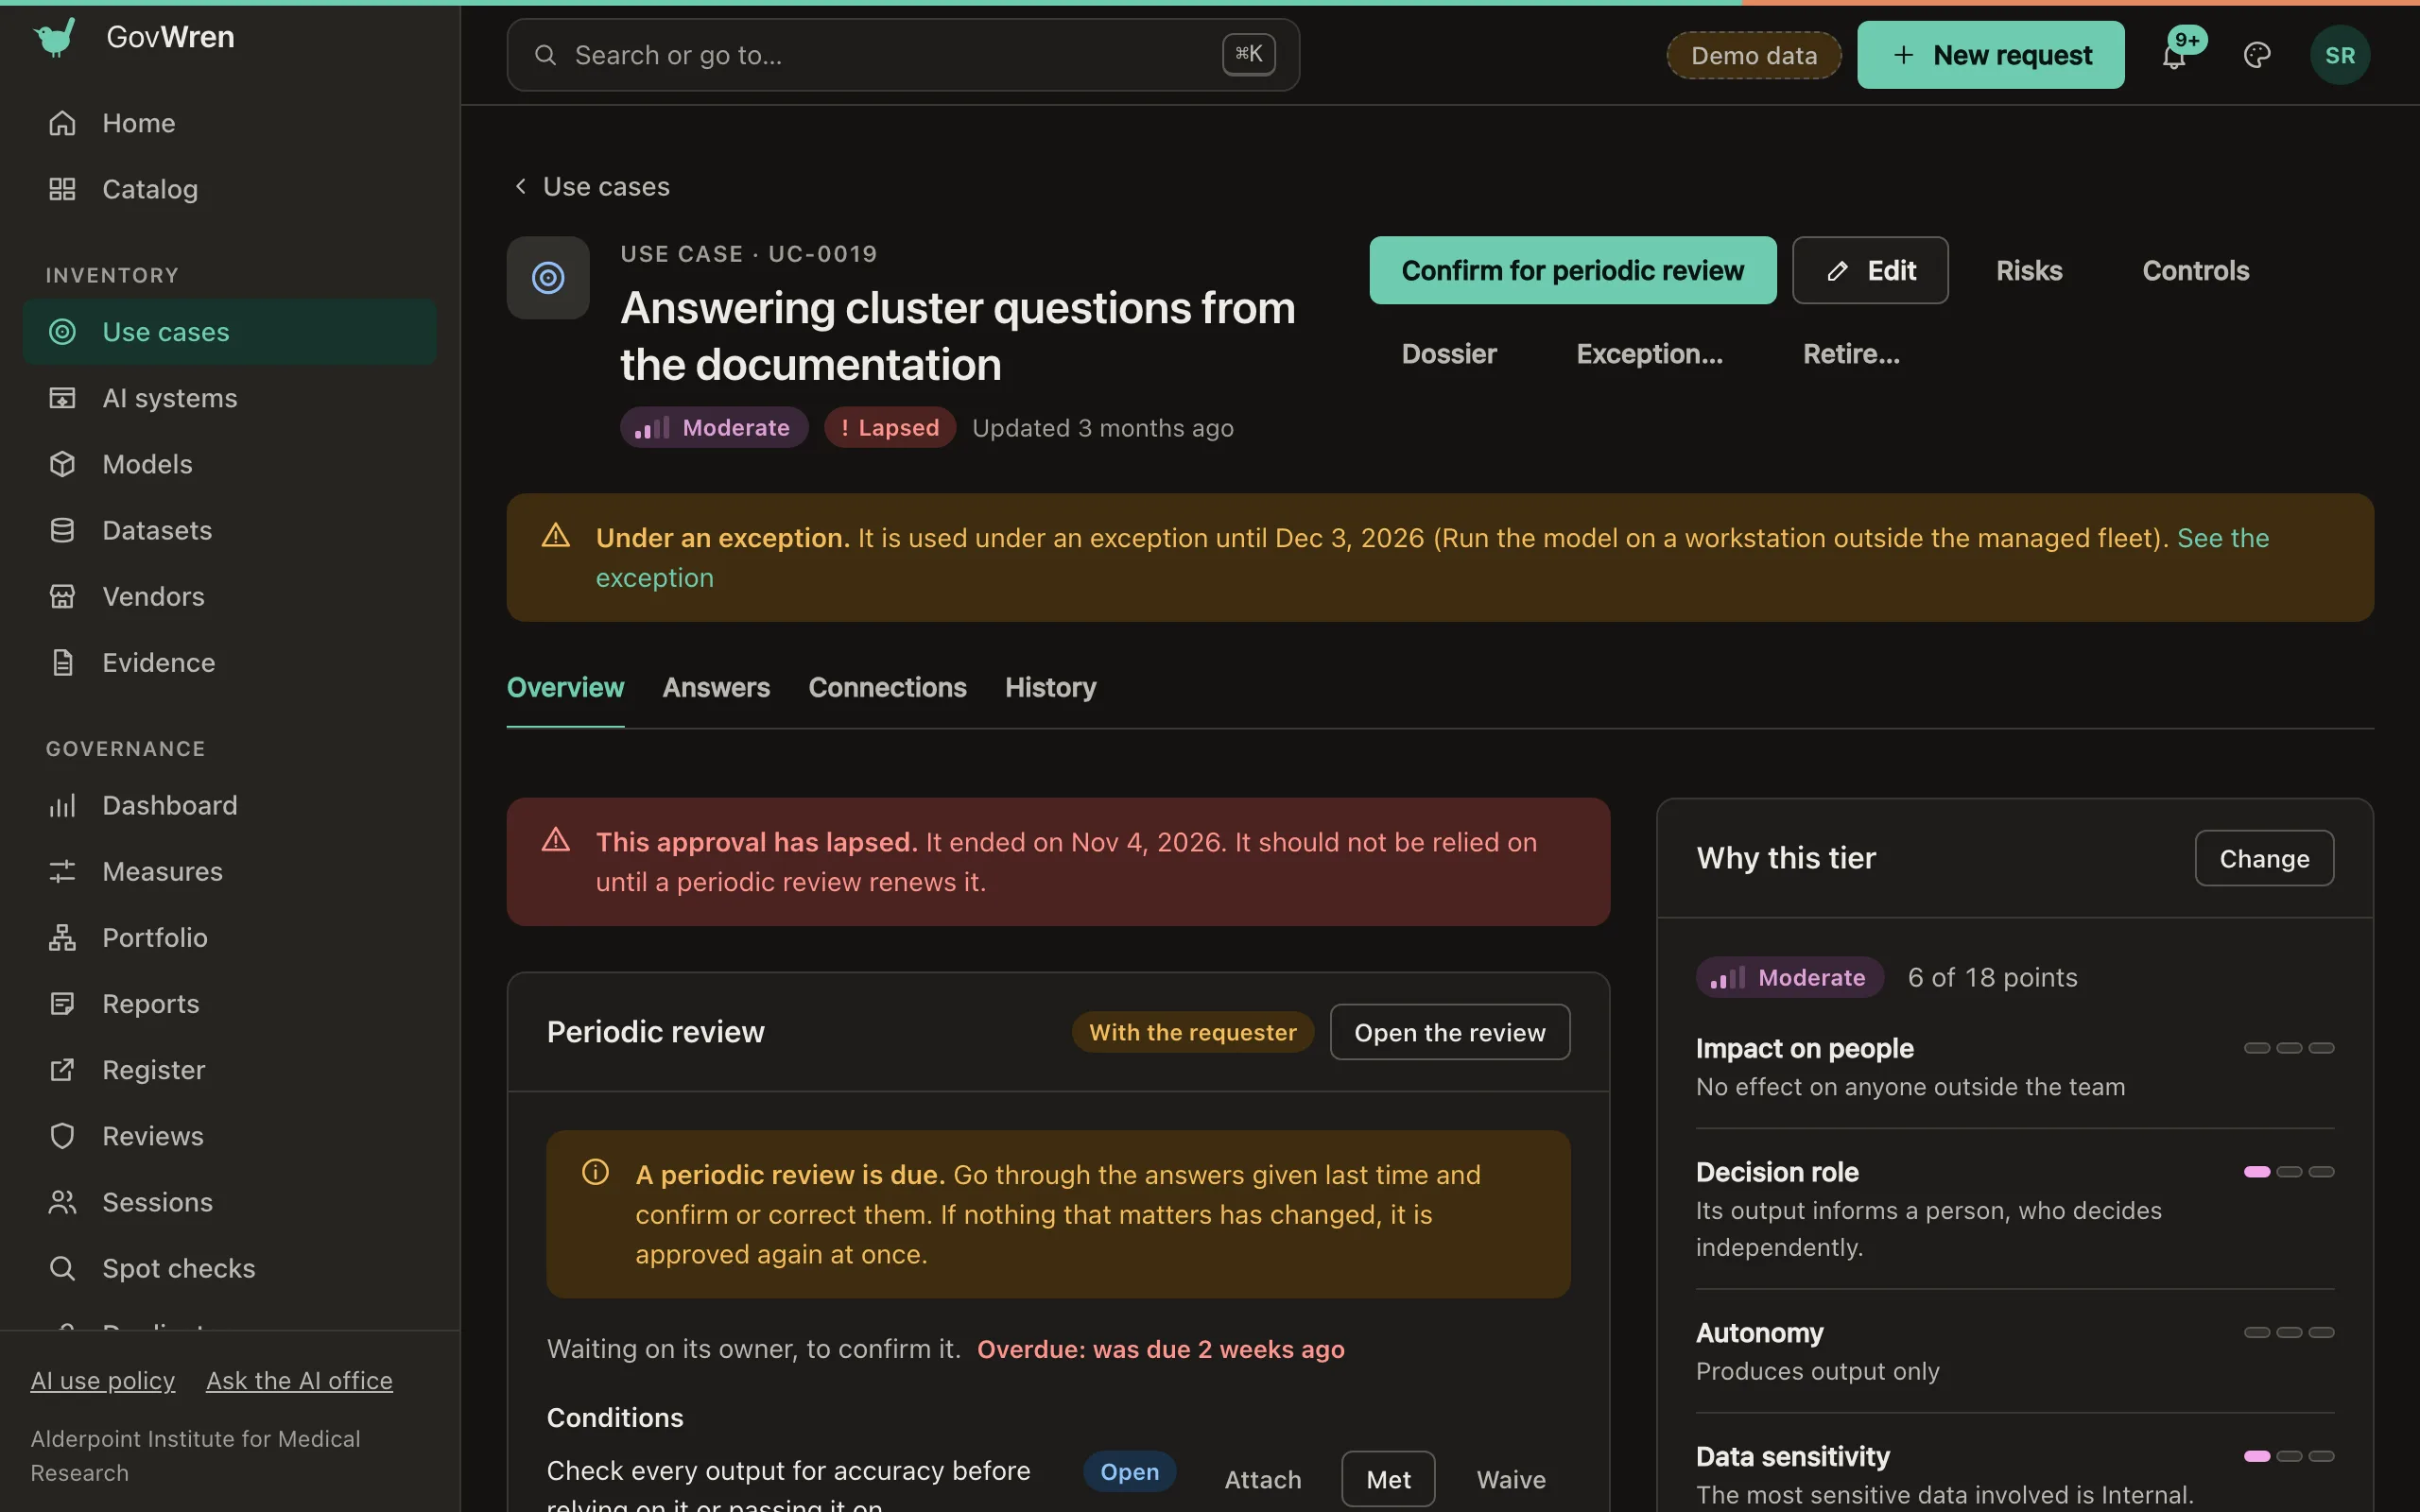 GovWren
Search or go to...
⌘K
Demo data
+ New request
9+
SR
Home
Catalog
INVENTORY
Use cases
AI systems
Models
Datasets
Vendors
Evidence
GOVERNANCE
Dashboard
Measures
Portfolio
Reports
Register
Reviews
Sessions
Spot checks
AI use policy
Ask the AI office
Alderpoint Institute for Medical
Research
Use cases
USE CASE · UC-0019
Answering cluster questions from
the documentation
Moderate
! Lapsed
Updated 3 months ago
Confirm for periodic review
Edit
Risks
Controls
Dossier
Exception...
Retire...
Under an exception. It is used under an exception until Dec 3, 2026 (Run the model on a workstation outside the managed fleet). See the
exception
Overview
Answers
Connections
History
This approval has lapsed. It ended on Nov 4, 2026. It should not be relied on
until a periodic review renews it.
Periodic review
With the requester
Open the review
A periodic review is due. Go through the answers given last time and
confirm or correct them. If nothing that matters has changed, it is
approved again at once.
Waiting on its owner, to confirm it. Overdue: was due 2 weeks ago
Conditions
Check every output for accuracy before
relying on it or passing it on
Open
Attach
Met
Waive
Why this tier
Change
Moderate
6 of 18 points
Impact on people
No effect on anyone outside the team
Decision role
Its output informs a person, who decides
independently.
Autonomy
Produces output only
Data sensitivity
The most sensitive data involved is Internal.